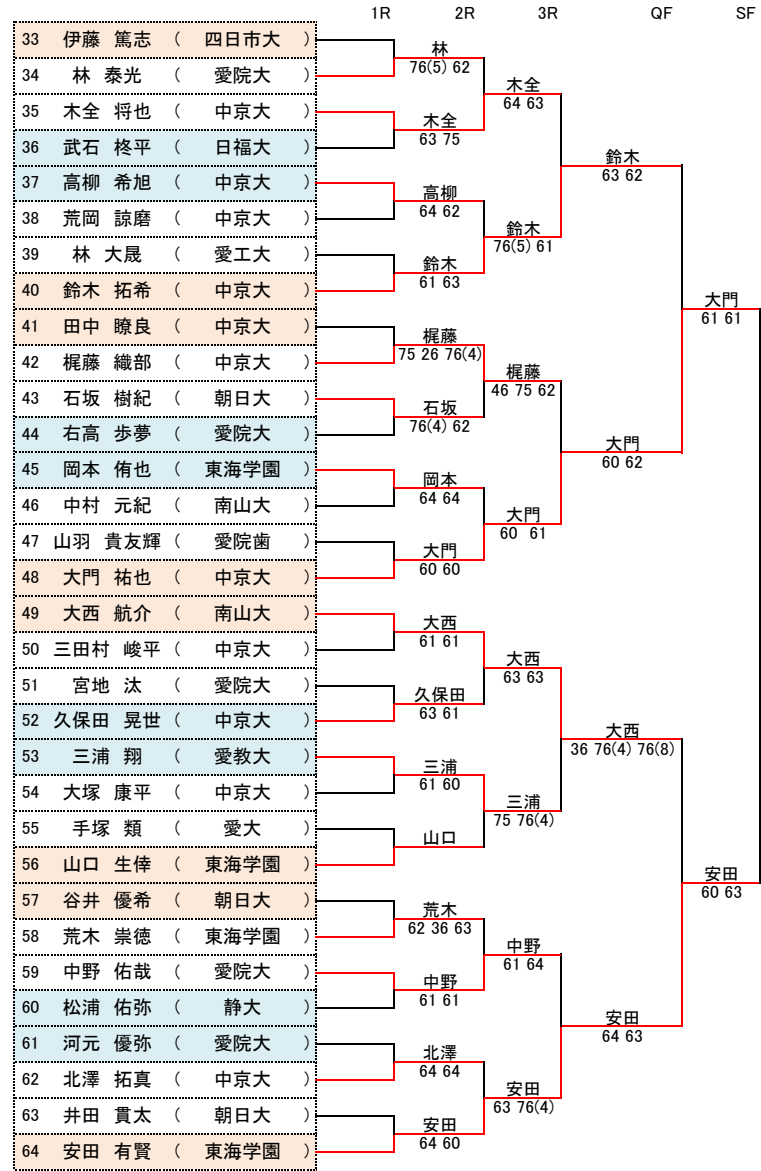 1R 2R 3R QF SF
33 伊藤 篤志 ( 四日市大 )
34 林 泰光 ( 愛院大 )
35 木全 将也 ( 中京大 )
36 武石 柊平 ( 日福大 )
37 高柳 希旭 ( 中京大 )
38 荒岡 諒磨 ( 中京大 )
39 林 大晟 ( 愛工大 )
40 鈴木 拓希 ( 中京大 )
41 田中 瞭良 ( 中京大 )
42 梶藤 織部 ( 中京大 )
43 石坂 樹紀 ( 朝日大 )
44 右高 歩夢 ( 愛院大 )
45 岡本 侑也 ( 東海学園 )
46 中村 元紀 ( 南山大 )
47 山羽 貴友輝 ( 愛院歯 )
48 大門 祐也 ( 中京大 )
49 大西 航介 ( 南山大 )
50 三田村 峻平 ( 中京大 )
51 宮地 汰 ( 愛院大 )
52 久保田 晃世 ( 中京大 )
53 三浦 翔 ( 愛教大 )
54 大塚 康平 ( 中京大 )
55 手塚 類 ( 愛大 )
56 山口 生倖 ( 東海学園 )
57 谷井 優希 ( 朝日大 )
58 荒木 崇徳 ( 東海学園 )
59 中野 佑哉 ( 愛院大 )
60 松浦 佑弥 ( 静大 )
61 河元 優弥 ( 愛院大 )
62 北澤 拓真 ( 中京大 )
63 井田 貫太 ( 朝日大 )
64 安田 有賢 ( 東海学園 )
林
76(5) 62
木全
63 75
高柳
64 62
鈴木
61 63
梶藤
75 26 76(4)
石坂
76(4) 62
岡本
64 64
大門
60 60
大西
61 61
久保田
63 61
三浦
61 60
山口
荒木
62 36 63
中野
61 61
北澤
64 64
安田
64 60
木全
64 63
鈴木
76(5) 61
梶藤
46 75 62
大門
60 61
大西
63 63
三浦
75 76(4)
中野
61 64
安田
63 76(4)
鈴木
63 62
大門
60 62
大西
36 76(4) 76(8)
安田
64 63
大門
61 61
安田
60 63